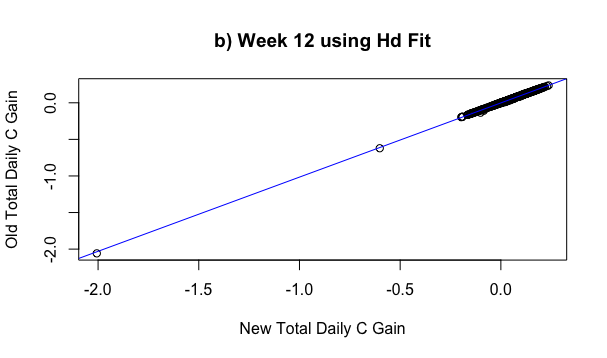 b) Week 12 using Hd Fit
Old Total Daily C Gain
0.0
-1.0
-2.0
-2.0 -1.5 -1.0 -0.5 0.0
New Total Daily C Gain